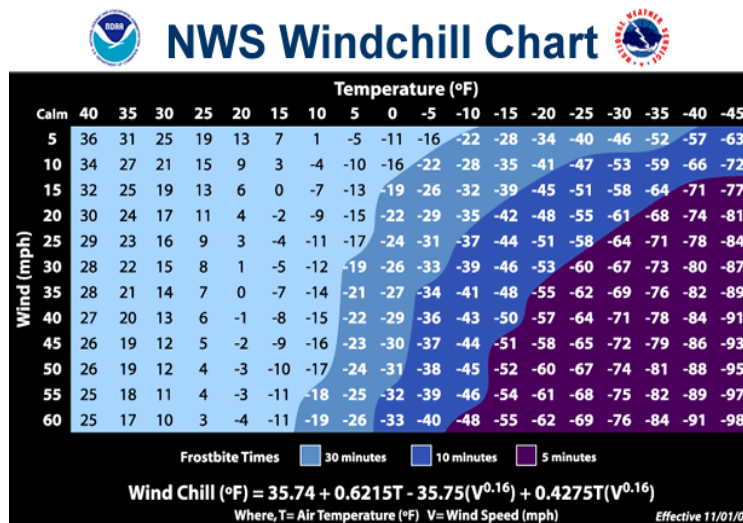 NOAA
NWS Windchill Chart
NATIONAL WEATHER SERVICE
Temperature (ºF)
Calm 40 35 30 25 20 15 10 5 0 -5 -10 -15 -20 -25 -30 -35 -40 -45
5 36 31 25 19 13 7 1 -5 -11 -16 -22 -28 -34 -40 -46 -52 -57 -63
10 34 27 21 15 9 3 -4 -10 -16 -22 -28 -35 -41 -47 -53 -59 -66 -72
15 32 25 19 13 6 0 -7 -13 -19 -26 -32 -39 -45 -51 -58 -64 -71 -77
20 30 24 17 11 4 -2 -9 -15 -22 -29 -35 -42 -48 -55 -61 -68 -74 -81
25 29 23 16 9 3 -4 -11 -17 -24 -31 -37 -44 -51 -58 -64 -71 -78 -84
30 28 22 15 8 1 -5 -12 -19 -26 -33 -39 -46 -53 -60 -67 -73 -80 -87
35 28 21 14 7 0 -7 -14 -21 -27 -34 -41 -48 -55 -62 -69 -76 -82 -89
40 27 20 13 6 -1 -8 -15 -22 -29 -36 -43 -50 -57 -64 -71 -78 -84 -91
45 26 19 12 5 -2 -9 -16 -23 -30 -37 -44 -51 -58 -65 -72 -79 -86 -93
50 26 19 12 4 -3 -10 -17 -24 -31 -38 -45 -52 -60 -67 -74 -81 -88 -95
55 25 18 11 4 -3 -11 -18 -25 -32 -39 -46 -54 -61 -68 -75 -82 -89 -97
60 25 17 10 3 -4 -11 -19 -26 -33 -40 -48 -55 -62 -69 -76 -84 -91 -98
Wind (mph)
Frostbite Times 30 minutes 10 minutes 5 minutes
Wind Chill (ºF) = 35.74 + 0.6215T - 35.75(V0.16) + 0.4275T(V0.16)
Where, T= Air Temperature (ºF) V= Wind Speed (mph) Effective 11/01/0